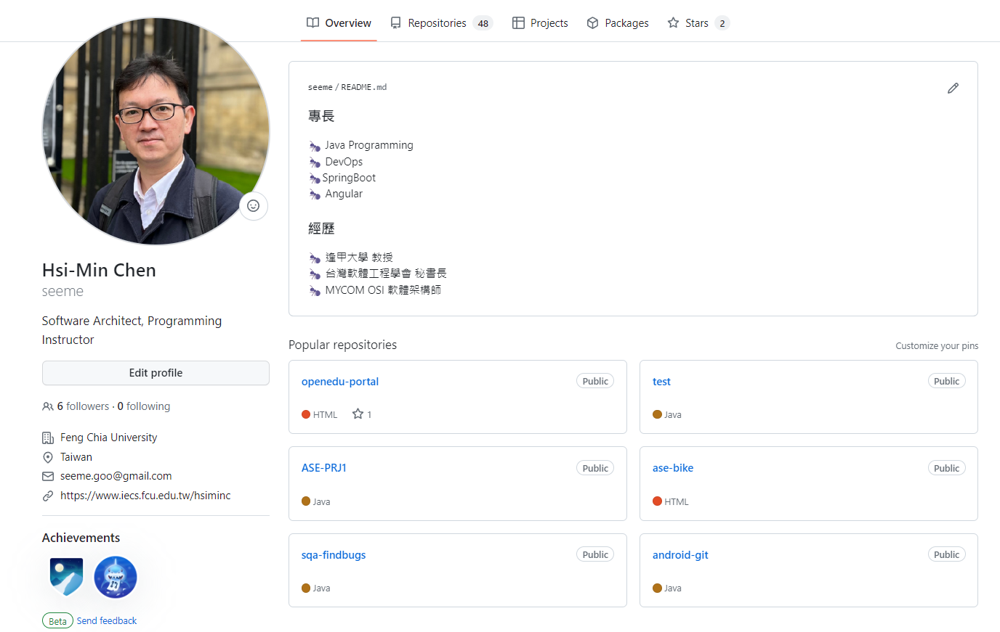 Overview Repositories 48 Projects Packages Stars 2
seeme / README.md
專長
Java Programming
DevOps
SpringBoot
Angular
經歷
逢甲大學 教授
台灣軟體工程學會 秘書長
MYCOM OSI 軟體架構師
Hsi-Min Chen
seeme
Software Architect, Programming
Instructor
Edit profile
6 followers · 0 following
Feng Chia University
Taiwan
seeme.goo@gmail.com
https://www.iecs.fcu.edu.tw/hsiminc
Achievements
Beta Send feedback
Popular repositories Customize your pins
openedu-portal Public
HTML 1
test Public
Java
ASE-PRJ1 Public
Java
ase-bike Public
HTML
sqa-findbugs Public
Java
android-git Public
Java